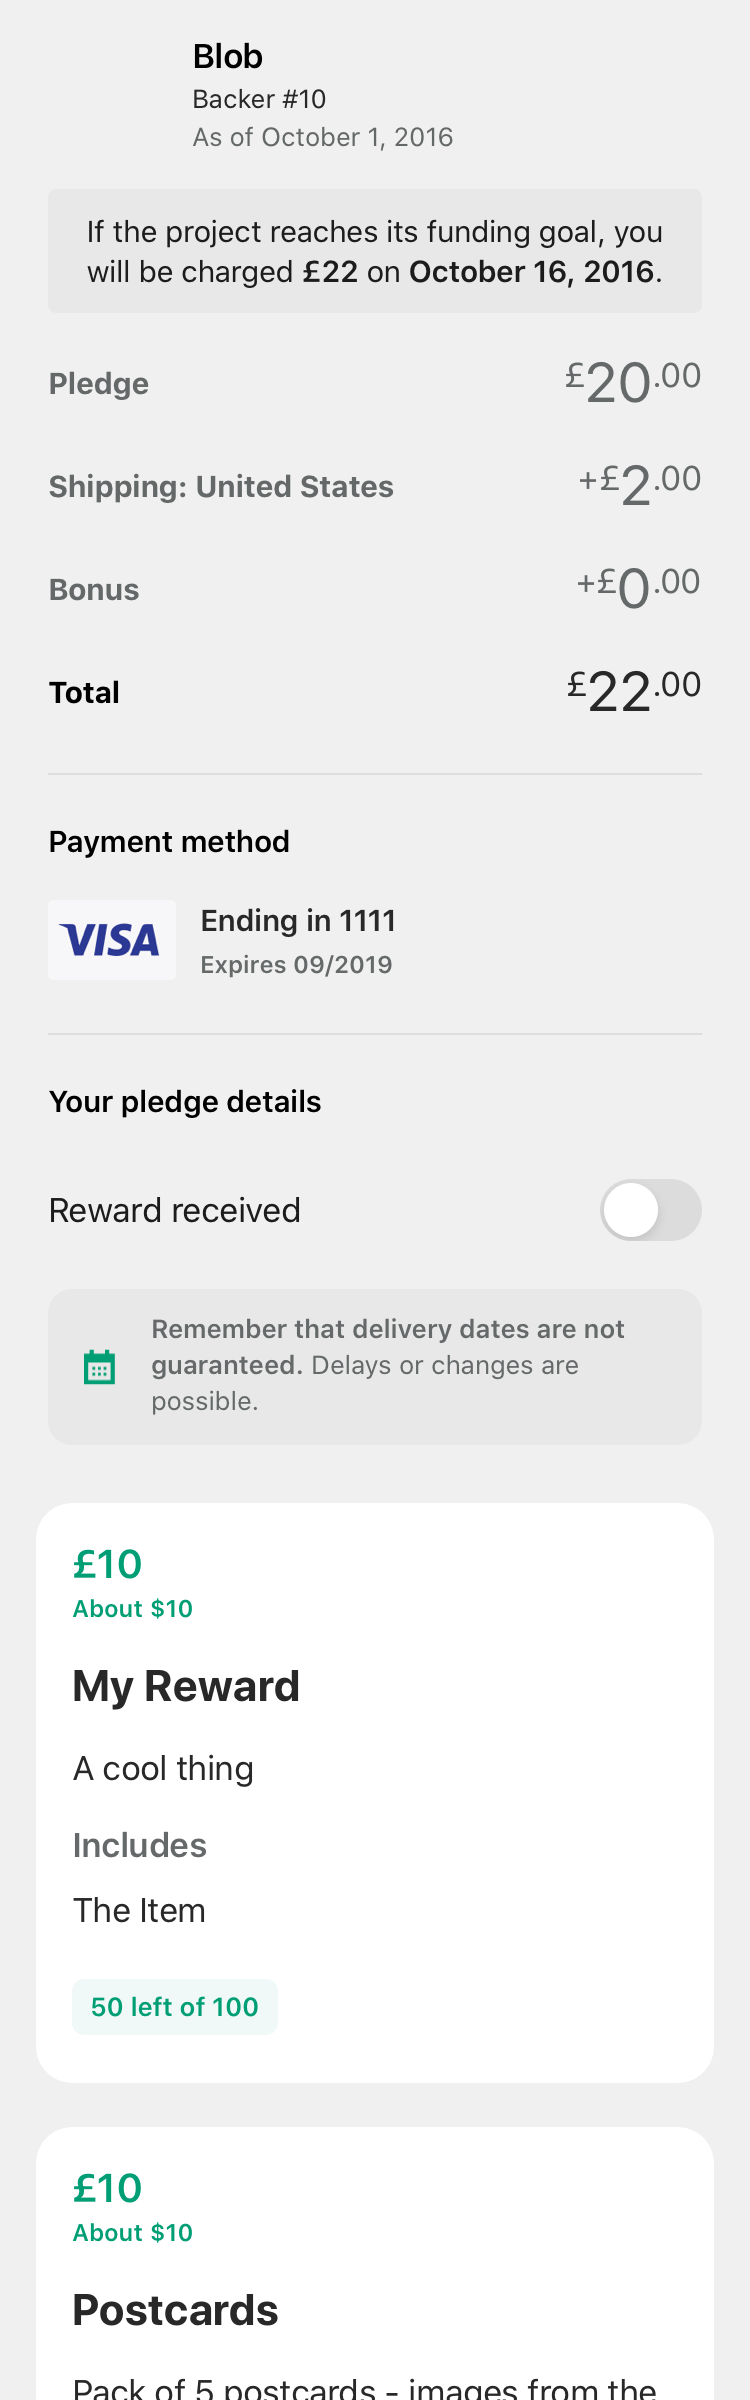 Blob
Backer #10
As of October 1, 2016
If the project reaches its funding goal, you
will be charged £22 on October 16, 2016.
Pledge £20.00
Shipping: United States +£2.00
Bonus +£0.00
Total £22.00
Payment method
VISA Ending in 1111
Expires 09/2019
Your pledge details
Reward received
Remember that delivery dates are not
guaranteed. Delays or changes are
possible.
£10
About $10
My Reward
A cool thing
Includes
The Item
50 left of 100
£10
About $10
Postcards
Pack of 5 postcards - images from the